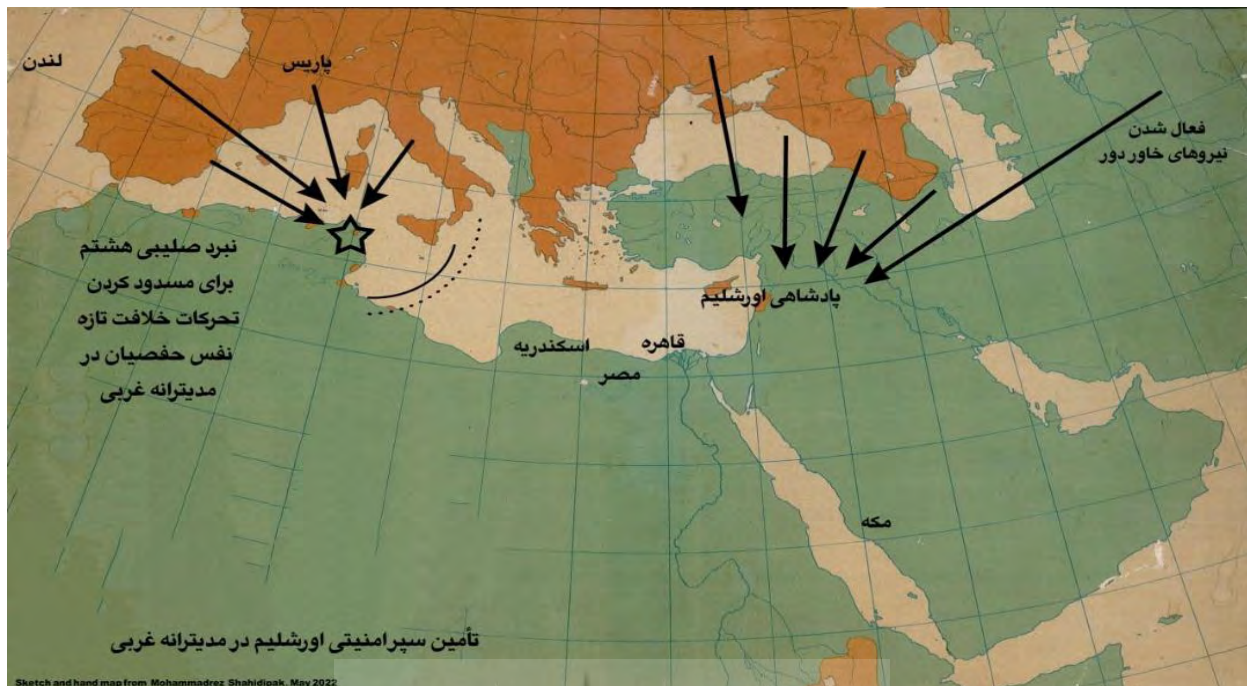 لندن
پاریس
فعال شدن
نیروهای خاور دور
نبرد صلیبی هشتم
برای مسدود کردن
تحرکات خلافت تازه
نفس حفصیان در
مدیترانه غربی
پادشاهی اورشلیم
اسکندریه
قاهره
مصر
مکه
تأمین سپر امنیتی اورشلیم در مدیترانه غربی
Sketch and hand map from Mohammadrez Shahidipak, May 2022